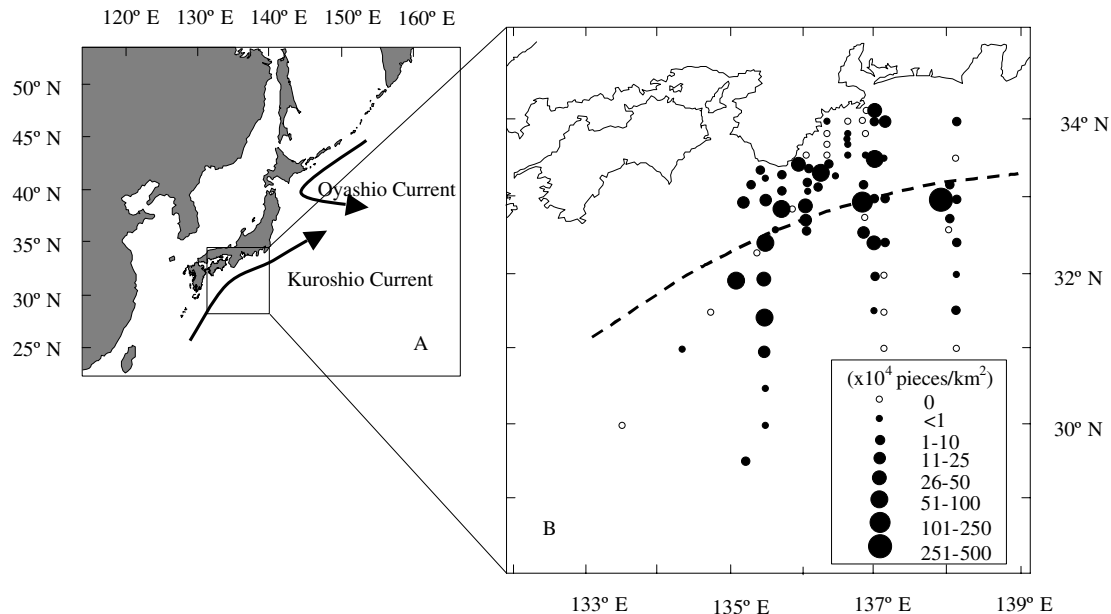 120º E 130º E 140º E 150º E 160º E
50º N
45º N
40º N
35º N
30º N
25º N
Oyashio Current
Kuroshio Current
A
34º N
32º N
30º N
(x10⁴ pieces/km²)
0
<1
1-10
11-25
26-50
51-100
101-250
251-500
B
133º E 135º E 137º E 139º E